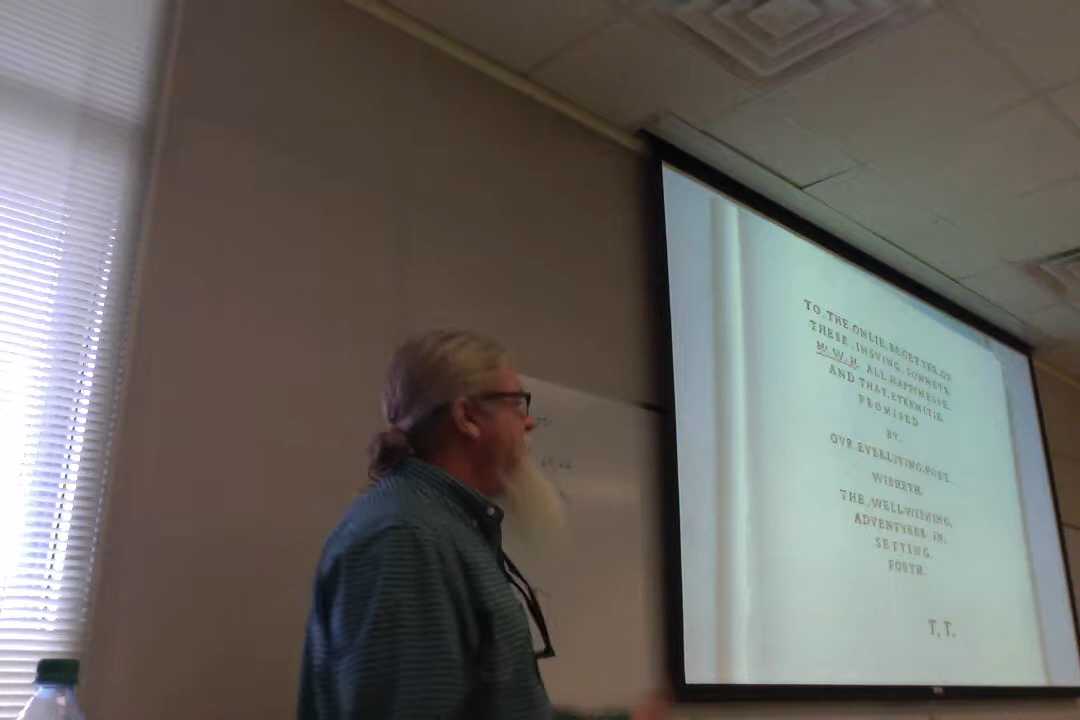 TO.THE.ONLIE.BEGETTER.OF.
THESE.INSVING.SONNETS.
Mr.W.H. ALL.HAPPINESSE.
AND THAT.ETERNITIE.
PROMISED
BY.
OVR.EVER-LIVING.POET.
WISHETH.
THE.WELL-WISHING.
ADVENTVRER IN.
SETTING.
FORTH.
T.T.